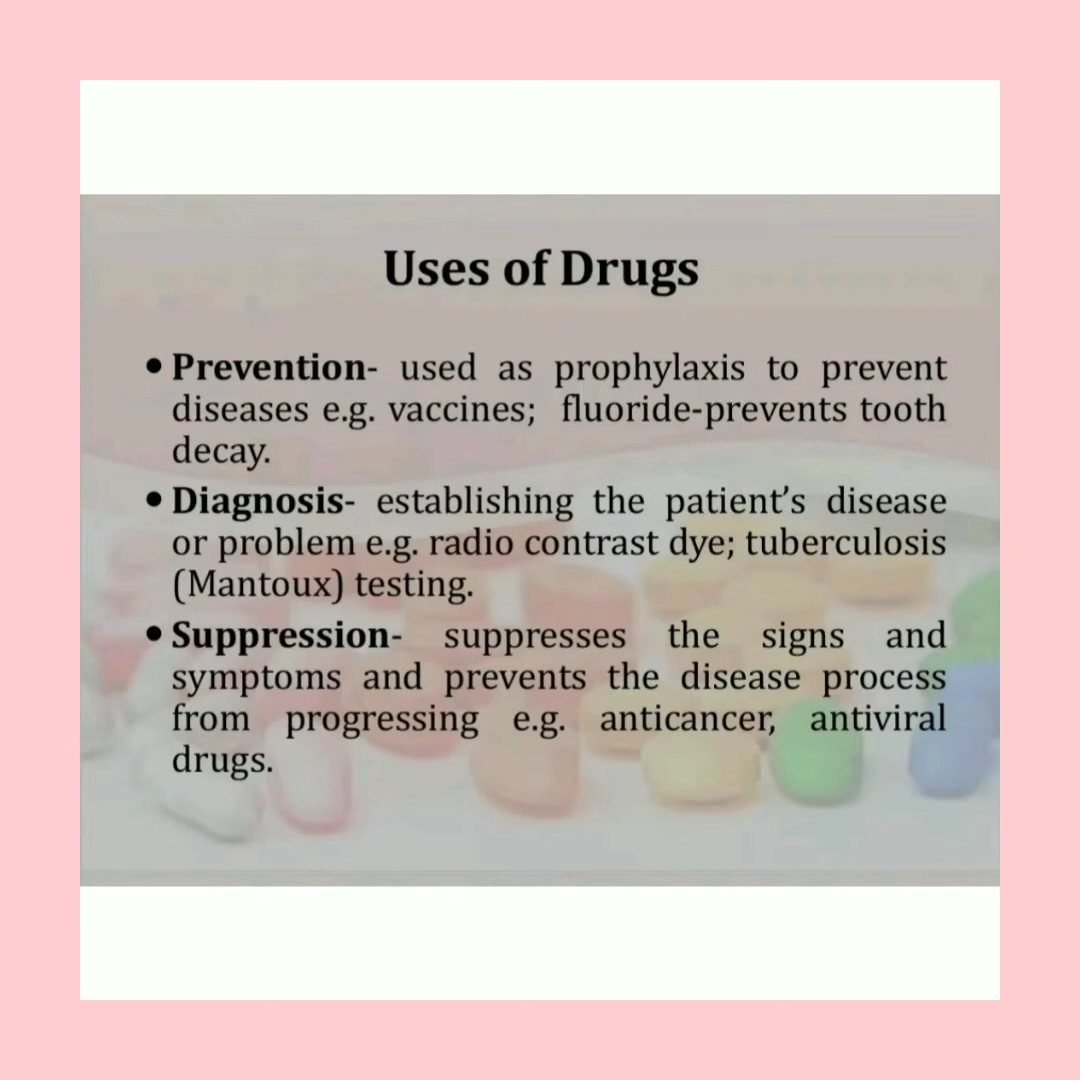 Uses of Drugs
• Prevention- used as prophylaxis to prevent
diseases e.g. vaccines; fluoride-prevents tooth
decay.
• Diagnosis- establishing the patient’s disease
or problem e.g. radio contrast dye; tuberculosis
(Mantoux) testing.
• Suppression- suppresses the signs and
symptoms and prevents the disease process
from progressing e.g. anticancer, antiviral
drugs.